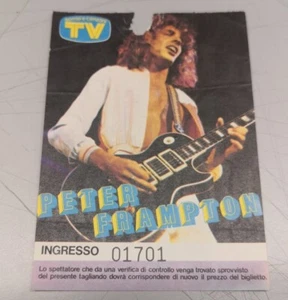 TV
PETER
FRAMPTON
INGRESSO 01701
Lo spettatore che da una verifica di controllo venga trovato sprovvisto
del presente tagliando dovrà corrispondere di nuovo il prezzo del biglietto.